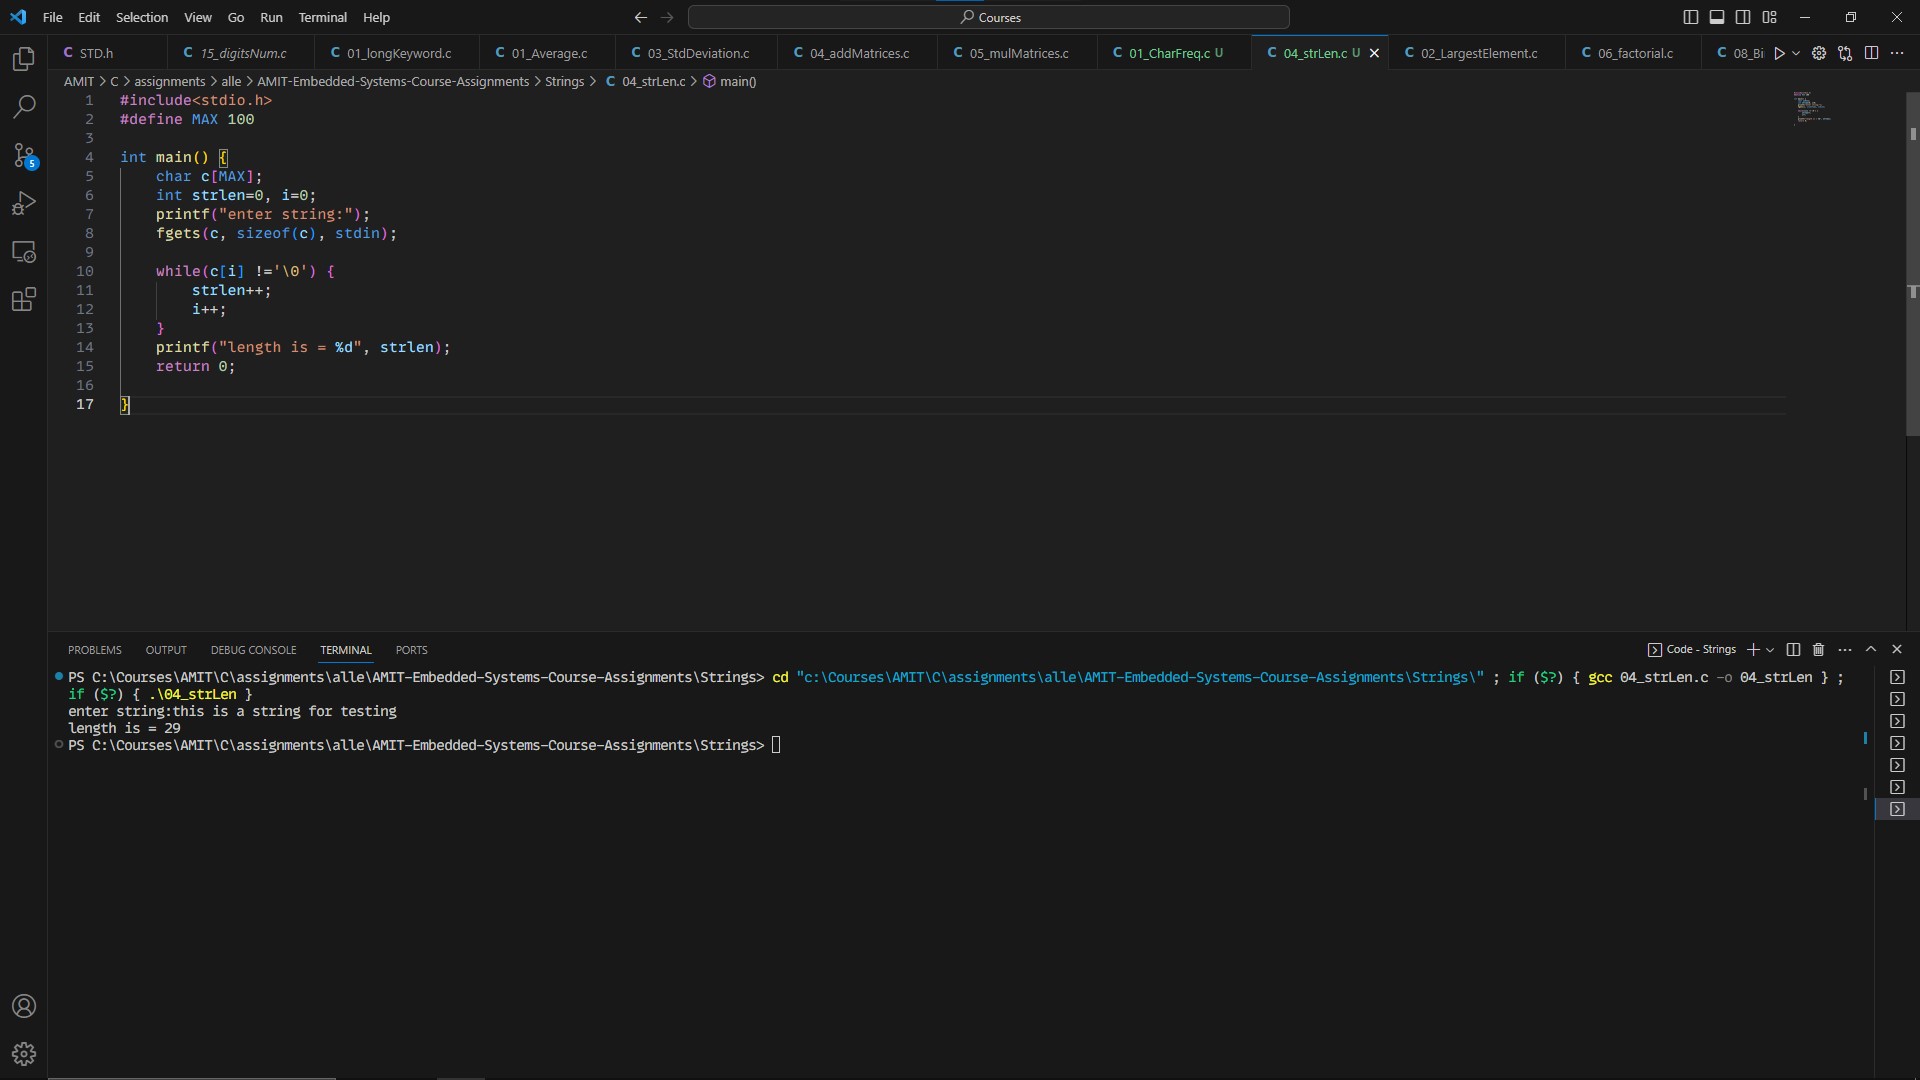 File Edit Selection View Go Run Terminal Help Courses
STD.h 15_digitsNum.c 01_longKeyword.c 01_Average.c 03_StdDeviation.c 04_addMatrices.c 05_mulMatrices.c 01_CharFreq.c U 04_strLen.c U 02_LargestElement.c 06_factorial.c 08_Bi
AMIT > C > assignments > alle > AMIT-Embedded-Systems-Course-Assignments > Strings > C 04_strLen.c > main()
1 #include<stdio.h>
2 #define MAX 100
3
4 int main() {
5 char c[MAX];
6 int strlen=0, i=0;
7 printf("enter string:");
8 fgets(c, sizeof(c), stdin);
9
10 while(c[i] !='\0') {
11 strlen++;
12 i++;
13 }
14 printf("length is = %d", strlen);
15 return 0;
16
17 }
5
PROBLEMS OUTPUT DEBUG CONSOLE TERMINAL PORTS Code - Strings
PS C:\Courses\AMIT\C\assignments\alle\AMIT-Embedded-Systems-Course-Assignments\Strings> cd "c:\Courses\AMIT\C\assignments\alle\AMIT-Embedded-Systems-Course-Assignments\Strings\" ; if ($?) { gcc 04_strLen.c -o 04_strLen } ;
if ($?) { .\04_strLen }
enter string:this is a string for testing
length is = 29
PS C:\Courses\AMIT\C\assignments\alle\AMIT-Embedded-Systems-Course-Assignments\Strings>